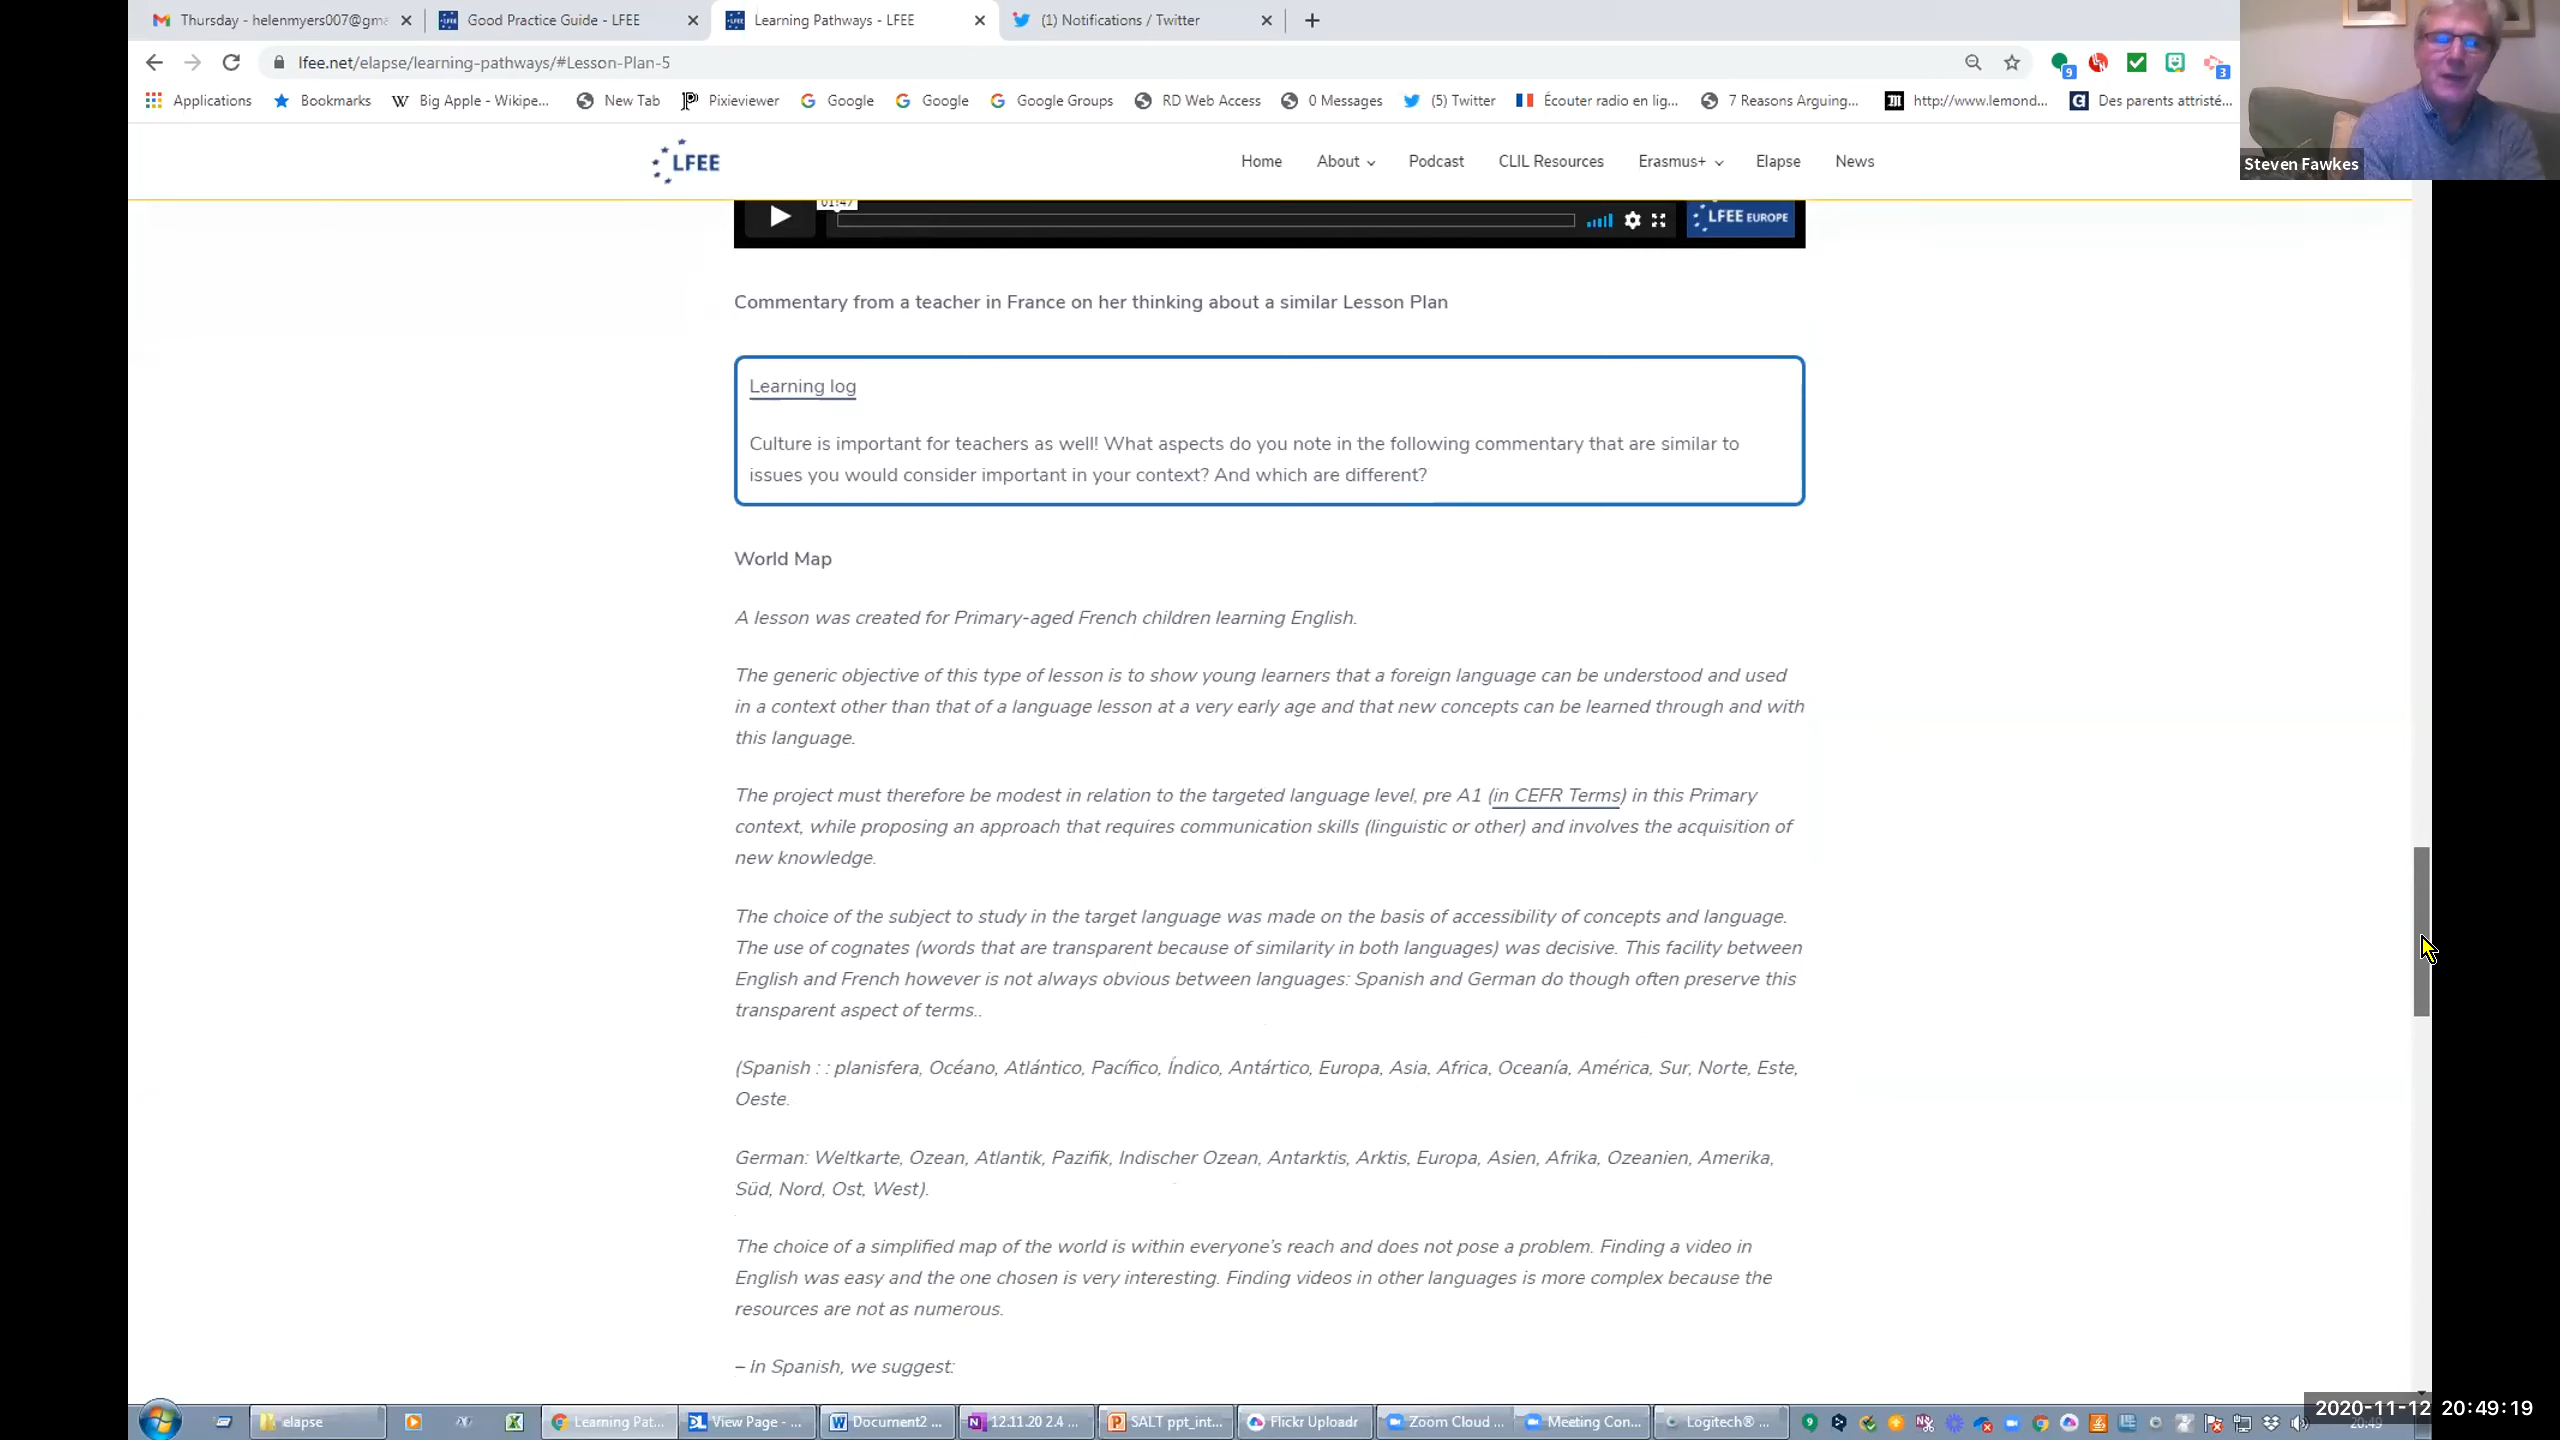 Thursday - helenmyers007@gma
Good Practice Guide - LFEE
Learning Pathways - LFEE
(1) Notifications / Twitter
lfee.net/elapse/learning-pathways/#Lesson-Plan-5
9
3
Applications
Bookmarks
Big Apple - Wikipe...
New Tab
Pixieviewer
Google
Google
Google Groups
RD Web Access
0 Messages
(5) Twitter
Écouter radio en lig...
7 Reasons Arguing...
http://www.lemond...
Des parents attristé...
Steven Fawkes
LFEE
Home
About
Podcast
CLIL Resources
Erasmus+
Elapse
News
01:47
LFEE EUROPE
Commentary from a teacher in France on her thinking about a similar Lesson Plan
Learning log
Culture is important for teachers as well! What aspects do you note in the following commentary that are similar to
issues you would consider important in your context? And which are different?
World Map
A lesson was created for Primary-aged French children learning English.
The generic objective of this type of lesson is to show young learners that a foreign language can be understood and used
in a context other than that of a language lesson at a very early age and that new concepts can be learned through and with
this language.
The project must therefore be modest in relation to the targeted language level, pre A1 (in CEFR Terms) in this Primary
context, while proposing an approach that requires communication skills (linguistic or other) and involves the acquisition of
new knowledge.
The choice of the subject to study in the target language was made on the basis of accessibility of concepts and language.
The use of cognates (words that are transparent because of similarity in both languages) was decisive. This facility between
English and French however is not always obvious between languages: Spanish and German do though often preserve this
transparent aspect of terms..
(Spanish : : planisfera, Océano, Atlántico, Pacífico, Índico, Antártico, Europa, Asia, Africa, Oceanía, América, Sur, Norte, Este,
Oeste.
German: Weltkarte, Ozean, Atlantik, Pazifik, Indischer Ozean, Antarktis, Arktis, Europa, Asien, Afrika, Ozeanien, Amerika,
Süd, Nord, Ost, West).
The choice of a simplified map of the world is within everyone's reach and does not pose a problem. Finding a video in
English was easy and the one chosen is very interesting. Finding videos in other languages is more complex because the
resources are not as numerous.
– In Spanish, we suggest:
elapse
Learning Pat...
View Page - ...
Document2 ...
12.11.20 2.4 ...
SALT ppt_int...
Flickr Uploadr
Zoom Cloud ...
Meeting Con...
Logitech® ...
2020-11-12 20:49:19
20:49